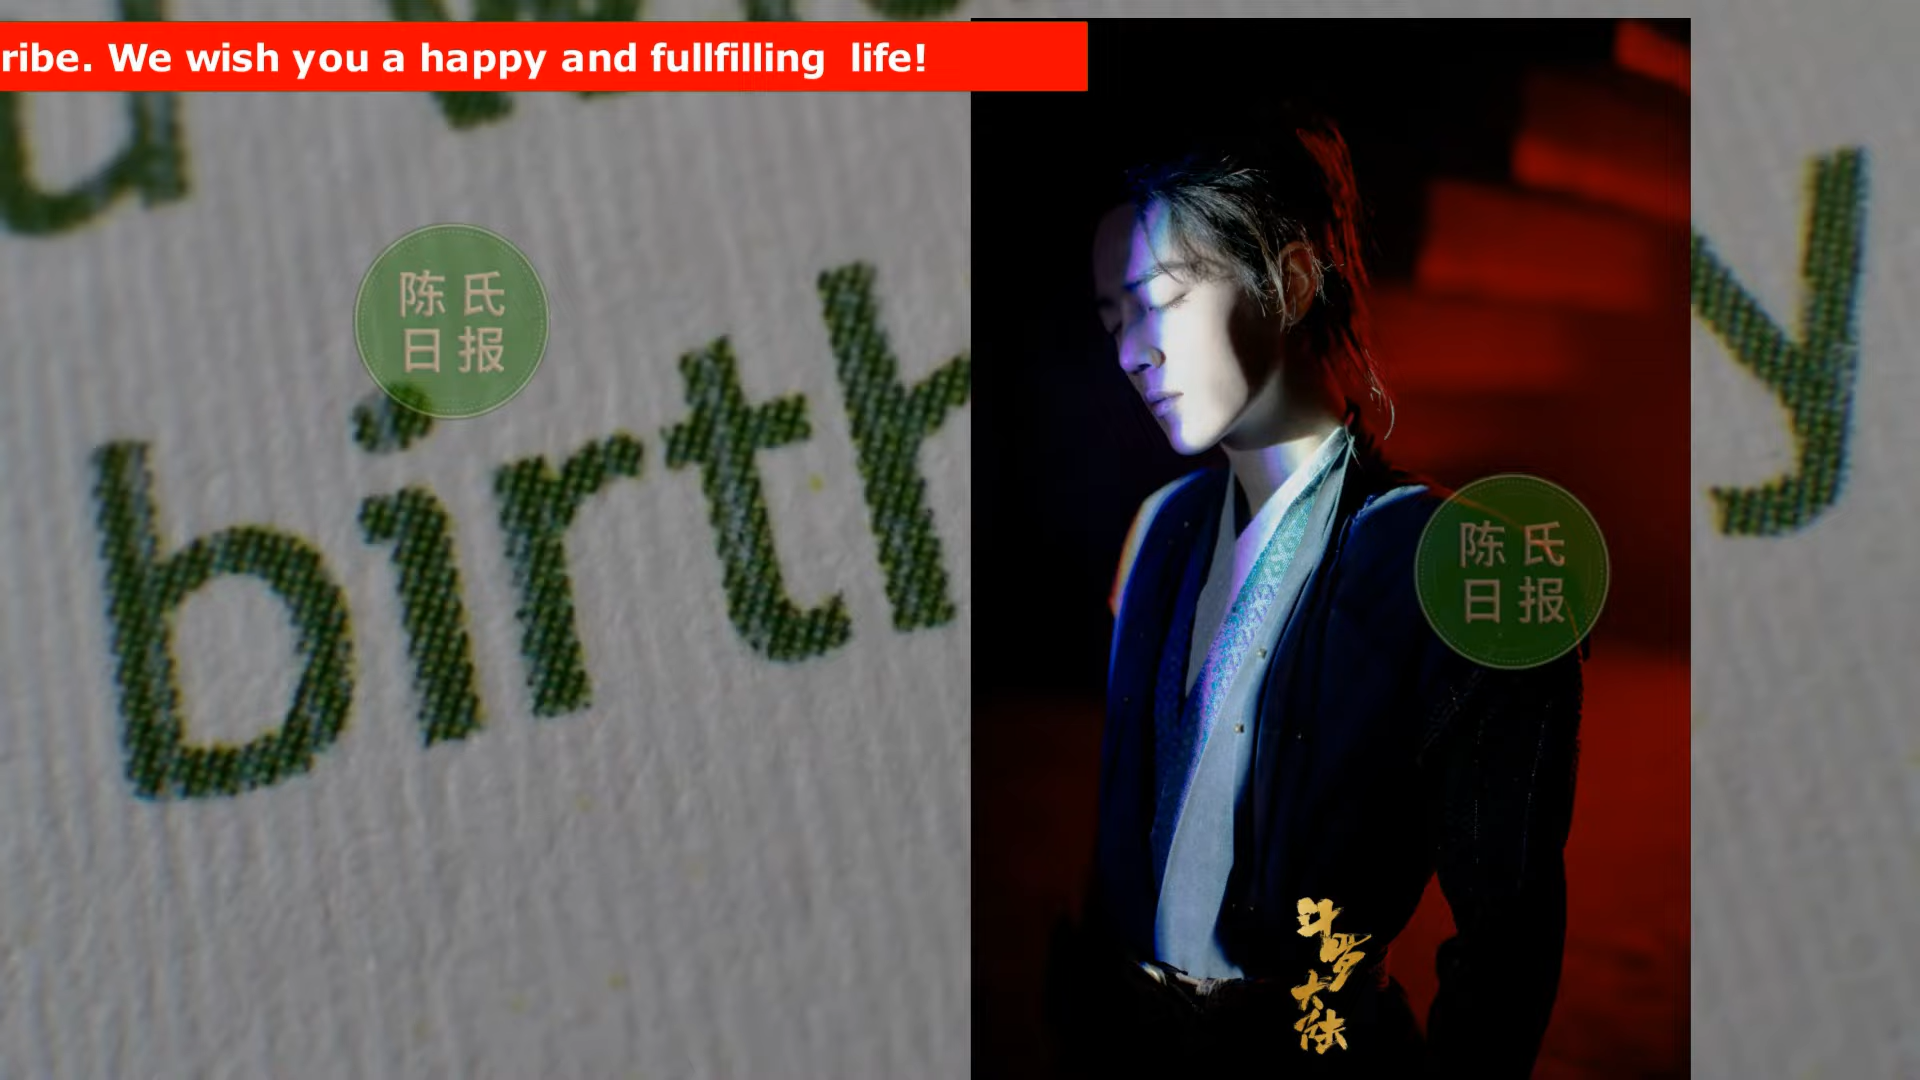 ribe. We wish you a happy and fullfilling life!
陈氏
日报
birth
y
陈氏
日报
斗罗大陆